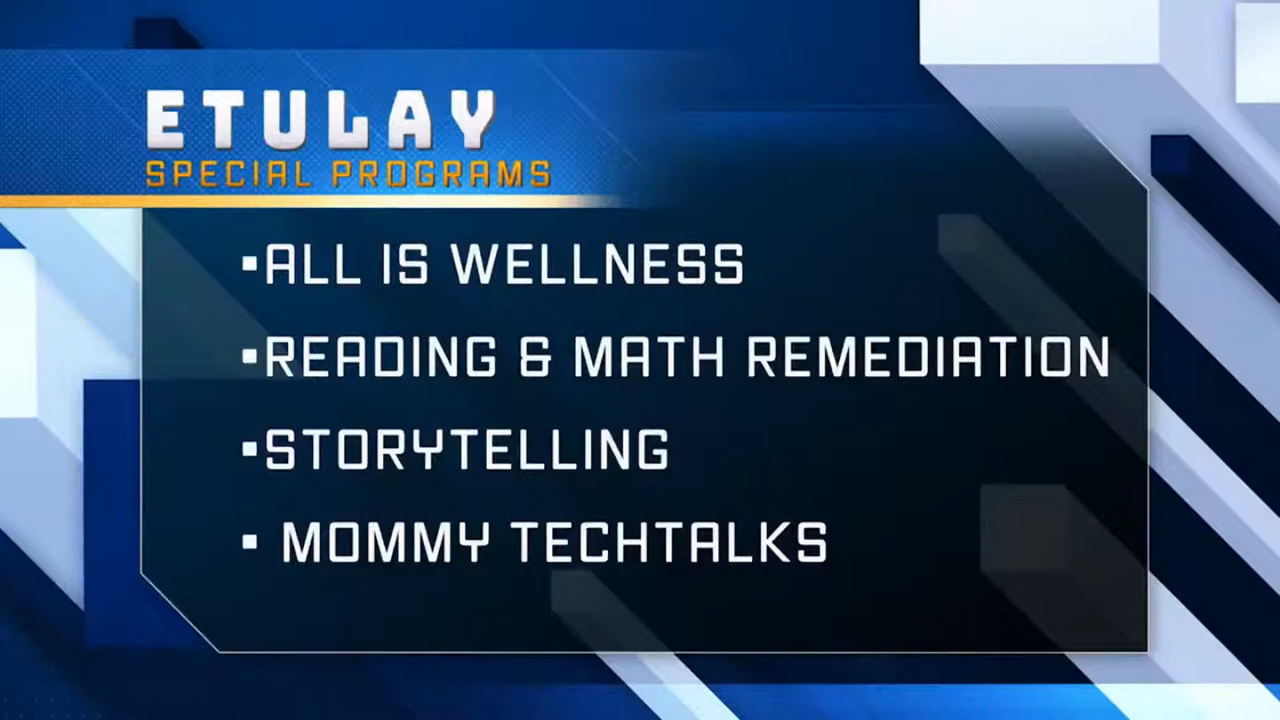 ETULAY
SPECIAL PROGRAMS
▪ALL IS WELLNESS
▪READING & MATH REMEDIATION
▪STORYTELLING
▪ MOMMY TECHTALKS